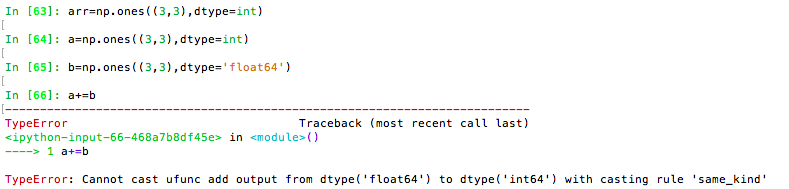 In [63]: arr=np.ones((3,3),dtype=int)
In [64]: a=np.ones((3,3),dtype=int)
In [65]: b=np.ones((3,3),dtype='float64')
In [66]: a+=b
---------------------------------------------------------------------------
TypeError                                 Traceback (most recent call last)
<ipython-input-66-468a7b8df45e> in <module>()
----> 1 a+=b
TypeError: Cannot cast ufunc add output from dtype('float64') to dtype('int64') with casting rule 'same_kind'